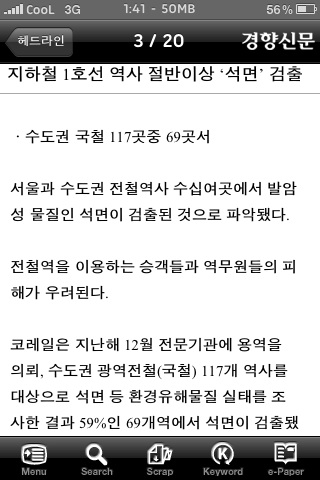 CooL 3G 1:41 - 50MB 56%
헤드라인 3 / 20 경향신문
지하철 1호선 역사 절반이상 ‘석면’ 검출
· 수도권 국철 117곳중 69곳서
서울과 수도권 전철역사 수십여곳에서 발암
성 물질인 석면이 검출된 것으로 파악됐다.
전철역을 이용하는 승객들과 역무원들의 피
해가 우려된다.
코레일은 지난해 12월 전문기관에 용역을
의뢰, 수도권 광역전철(국철) 117개 역사를
대상으로 석면 등 환경유해물질 실태를 조
사한 결과 59%인 69개역에서 석면이 검출됐
Menu Search Scrap Keyword e-Paper